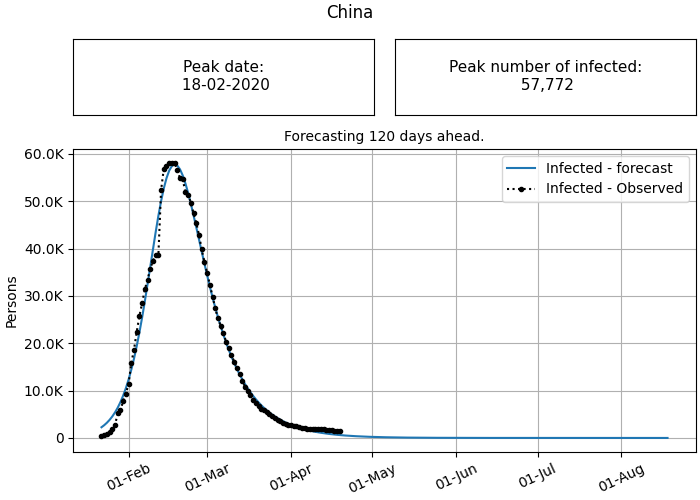 China
Peak date:
18-02-2020
Peak number of infected:
57,772
Forecasting 120 days ahead.
Infected - forecast
Infected - Observed
Persons
60.0K
50.0K
40.0K
30.0K
20.0K
10.0K
0
01-Feb
01-Mar
01-Apr
01-May
01-Jun
01-Jul
01-Aug